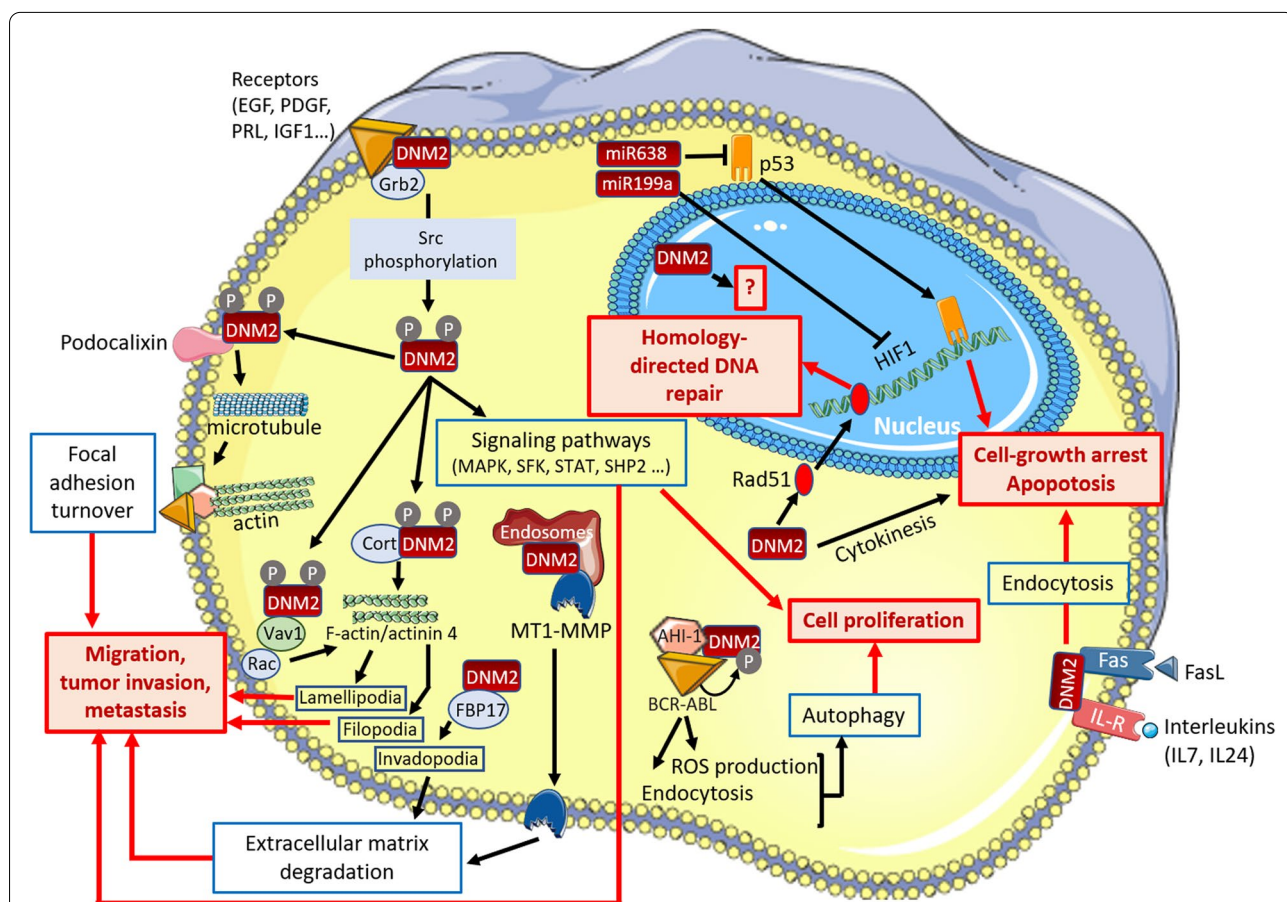 Receptors
(EGF, PDGF,
PRL, IGF1...)
DNM2
Grb2
Src
phosphorylation
P P
DNM2
P P
DNM2
Podocalixin
microtubule
actin
Focal
adhesion
turnover
Signaling pathways
(MAPK, SFK, STAT, SHP2 ...)
P P
Cort DNM2
P P
DNM2
Vav1
Rac
F-actin/actinin 4
Lamellipodia
Filopodia
Invadopodia
DNM2
FBP17
Endosomes
DNM2
MT1-MMP
Migration,
tumor invasion,
metastasis
Extracellular matrix
degradation
miR638
miR199a
p53
DNM2
?
Homology-
directed DNA
repair
HIF1
Nucleus
Rad51
DNM2
Cytokinesis
Cell-growth arrest
Apopotosis
Endocytosis
Cell proliferation
AHI-1 DNM2
P
BCR-ABL
ROS production
Endocytosis
Autophagy
DNM2
Fas
FasL
IL-R
Interleukins
(IL7, IL24)